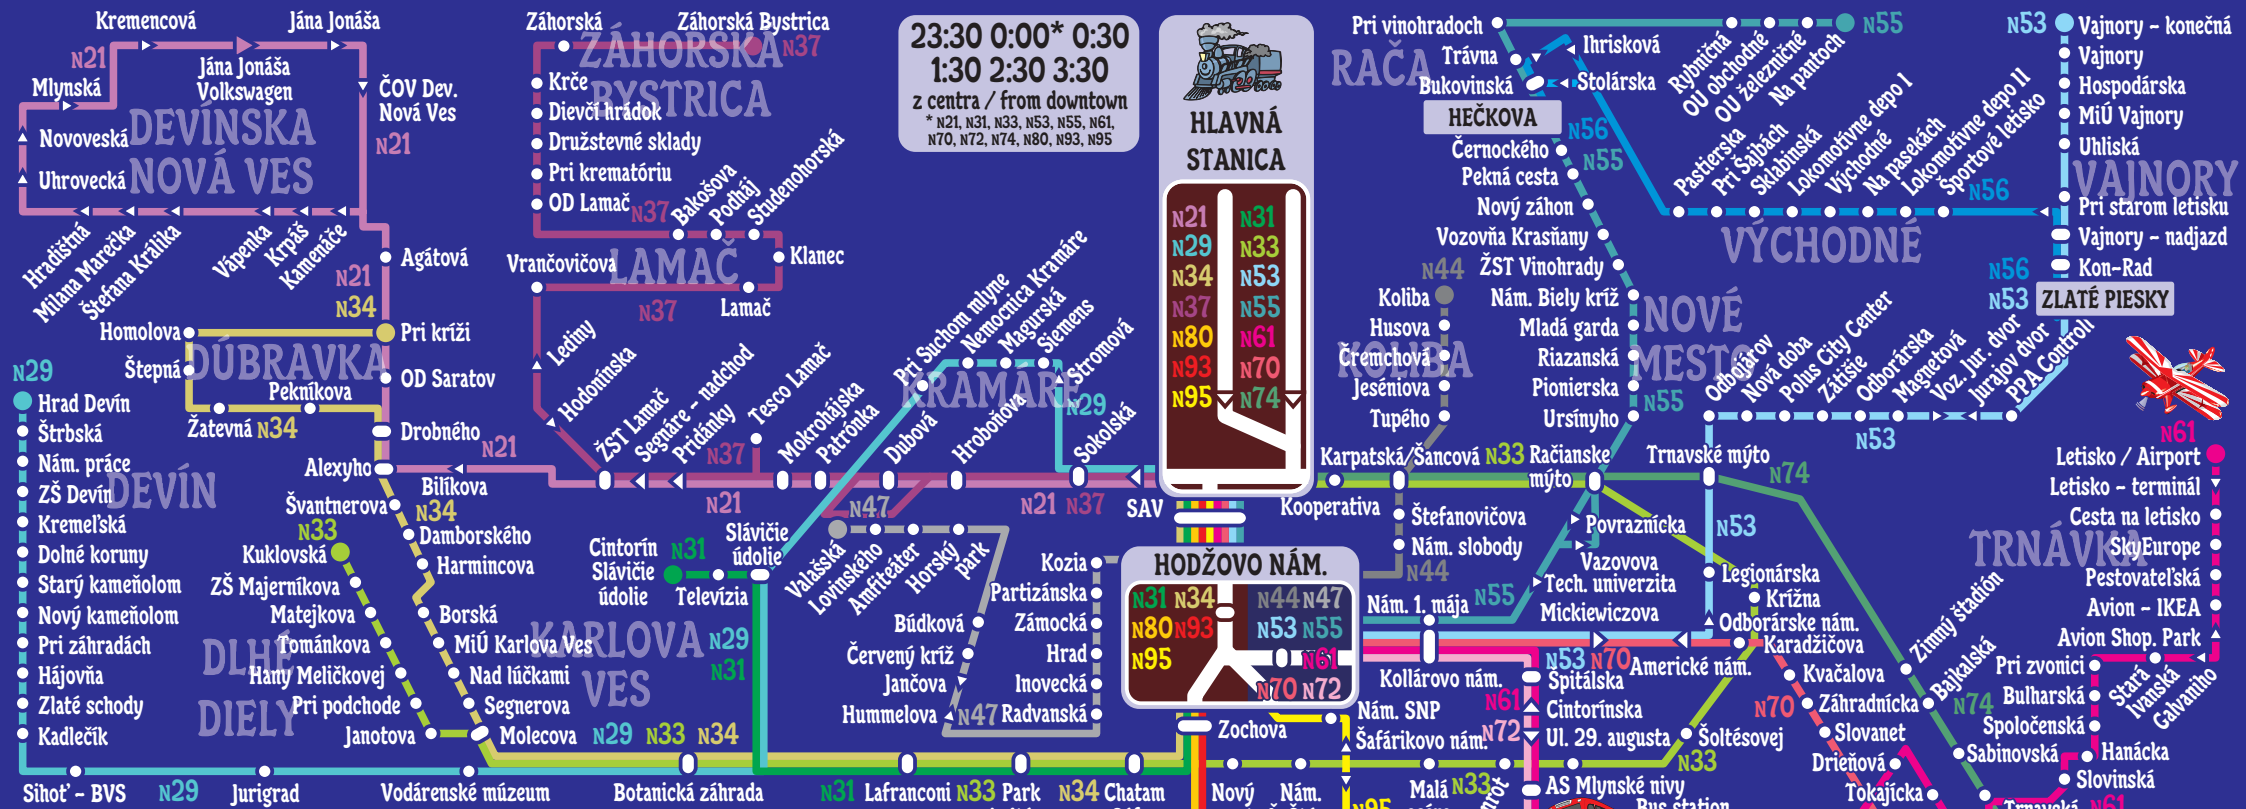 Kremencová
Jána Jonáša
N21
Jána Jonáša
Volkswagen
Mlynská
ČOV Dev.
Nová Ves
N21
DEVÍNSKA
NOVÁ VES
Novoveská
Uhrovecká
Hradištná
Milana Marečka
Štefana Králika
Vápenka
Krpáš
Kamenáče
Agátová
N21
N34
Pri kríži
Homolova
DÚBRAVKA
Štepná
Pekníkova
Žatevná
N34
OD Saratov
Drobného
N21
Alexyho
Bilíkova
Švantnerova
N34
Damborského
Harmincova
Borská
MiÚ Karlova Ves
Nad lúčkami
Segnerova
Molecova
N29
Hrad Devín
Štrbská
Nám. práce
ZŠ Devín
DEVÍN
Kremeľská
Dolné koruny
Starý kameňolom
Nový kameňolom
Pri záhradách
Hájovňa
Zlaté schody
Kadlečík
Sihoť – BVS
N29
Jurigrad
Vodárenské múzeum
Botanická záhrada
N33
Kuklovská
ZŠ Majerníkova
Matejkova
Tománkova
Hany Meličkovej
Pri podchode
Janotova
DLHÉ
DIELY
KARLOVA
VES
N29 N33 N34
Záhorská
Záhorská Bystrica
N37
ZÁHORSKÁ
BYSTRICA
Krče
Dievčí hrádok
Družstevné sklady
Pri krematóriu
OD Lamač
N37
Bakošova
Podháj
Studenohorská
Klanec
Vrančovičova
LAMAČ
Lamač
N37
Lediny
Hodonínska
ŽST Lamač
Segnáre – nadchod
Pridánky
Tesco Lamač
N37
N21
Mokrohájska
Patrónka
Pri Suchom mlyne
Nemocnica Kramáre
Magurská
Siemens
Stromová
KRAMÁRE
N29
Dubová
Hroboňova
Sokolská
N21 N37
SAV
Slávičie
údolie
Cintorín
Slávičie
údolie
N31
Televízia
N29
N31
N47
Valašská
Lovinského
Amfiteáter
Horský
park
Búdková
Červený kríž
Jančova
Hummelova
N47
Kozia
Partizánska
Zámocká
Hrad
Inovecká
Radvanská
N31
Lafranconi
N33
Park
N34
Chatam
23:30 0:00* 0:30
1:30 2:30 3:30
z centra / from downtown
* N21, N31, N33, N53, N55, N61,
N70, N72, N74, N80, N93, N95
HLAVNÁ
STANICA
N21 N31
N29 N33
N34 N53
N37 N55
N80 N61
N93 N70
N95 N74
HODŽOVO NÁM.
N31 N34 N44 N47
N80 N93 N53 N55
N95 N61
N70 N72
Zochova
Nám. SNP
Šafárikovo nám.
Nový
Nám.
N95
Malá
N33
Pri vinohradoch
RAČA
Trávna
Bukovinská
Ihrisková
Stolárska
HEČKOVA
N56
N55
Černockého
Pekná cesta
Nový záhon
Vozovňa Krasňany
ŽST Vinohrady
Nám. Biely kríž
Mladá garda
Riazanská
Pionierska
Ursínyho
NOVÉ
MESTO
N55
N44
Koliba
Husova
Čremchová
KOLIBA
Jeséniova
Tupého
Karpatská/Šancová
N33
Račianske
mýto
Kooperativa
Štefanovičova
Nám. slobody
N44
Povraznícka
Vazovova
Tech. univerzita
Mickiewiczova
N55
Nám. 1. mája
Kollárovo nám.
N53 N70
Americké nám.
Špitálska
N61
Cintorínska
N72
Ul. 29. augusta
AS Mlynské nivy
Bus station
Šoltésovej
N33
Rybničná
OÚ obchodné
OU železničné
Na pantoch
N55
Pastierska
Pri Šajbách
Sklabinská
Lokomotívne depo I
Východné
Na pasekách
Lokomotívne depo II
Športové letisko
N56
VÝCHODNÉ
N53
Vajnory – konečná
Vajnory
Hospodárska
MiÚ Vajnory
Uhliská
VAJNORY
Pri starom letisku
Vajnory – nadjazd
N56
Kon-Rad
N53
ZLATÉ PIESKY
Odbojárov
Nová doba
Polus City Center
Zátišie
Odborárska
Magnetová
Voz. Jur. dvor
Jurajov dvor
PPA Controll
N53
Trnavské mýto
N74
N53
Legionárska
Krížna
Odborárske nám.
Karadžičova
Kvačalova
N70
Záhradnícka
Slovanet
Drieňová
Tokajícka
Zimný štadión
Bajkalská
N74
Sabinovská
Trnavská
N61
N61
Letisko / Airport
Letisko – terminál
Cesta na letisko
TRNÁVKA
SkyEurope
Pestovateľská
Avion – IKEA
Avion Shop. Park
Pri zvonici
Bulharská
Spoločenská
Stará
Ivanská
Galvaniho
Hanácka
Slovinská